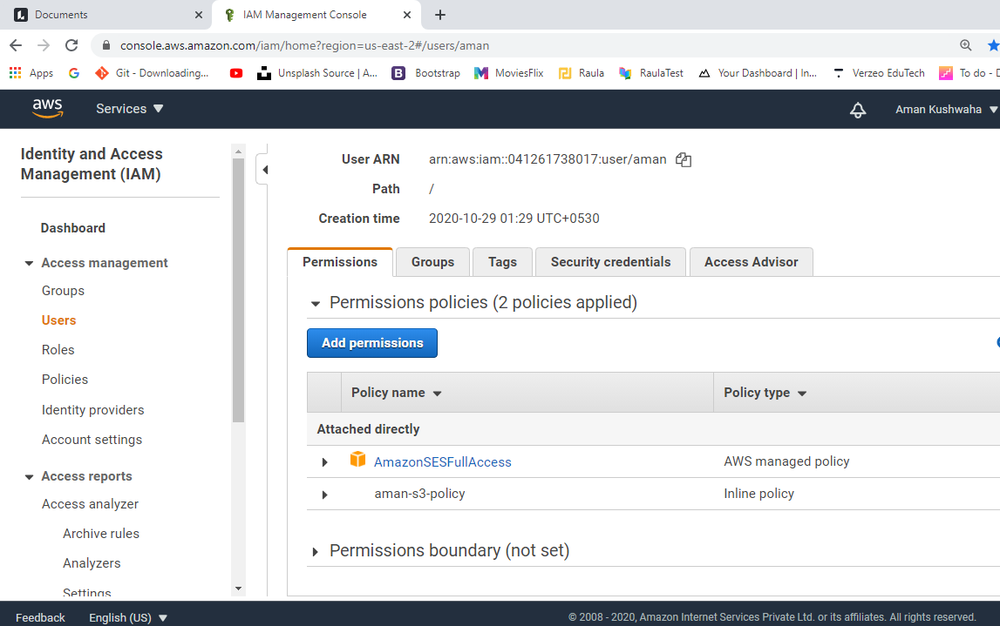 Documents
IAM Management Console
console.aws.amazon.com/iam/home?region=us-east-2#/users/aman
Apps
Git - Downloading...
Unsplash Source | A...
Bootstrap
MoviesFlix
Raula
RaulaTest
Your Dashboard | In...
Verzeo EduTech
To do - D
aws
Services
Aman Kushwaha
Identity and Access
Management (IAM)
Dashboard
Access management
Groups
Users
Roles
Policies
Identity providers
Account settings
Access reports
Access analyzer
Archive rules
Analyzers
Settings
User ARN arn:aws:iam::041261738017:user/aman
Path /
Creation time 2020-10-29 01:29 UTC+0530
Permissions Groups Tags Security credentials Access Advisor
Permissions policies (2 policies applied)
Add permissions
Policy name Policy type
Attached directly
AmazonSESFullAccess AWS managed policy
aman-s3-policy Inline policy
Permissions boundary (not set)
Feedback English (US) © 2008 - 2020, Amazon Internet Services Private Ltd. or its affiliates. All rights reserved.